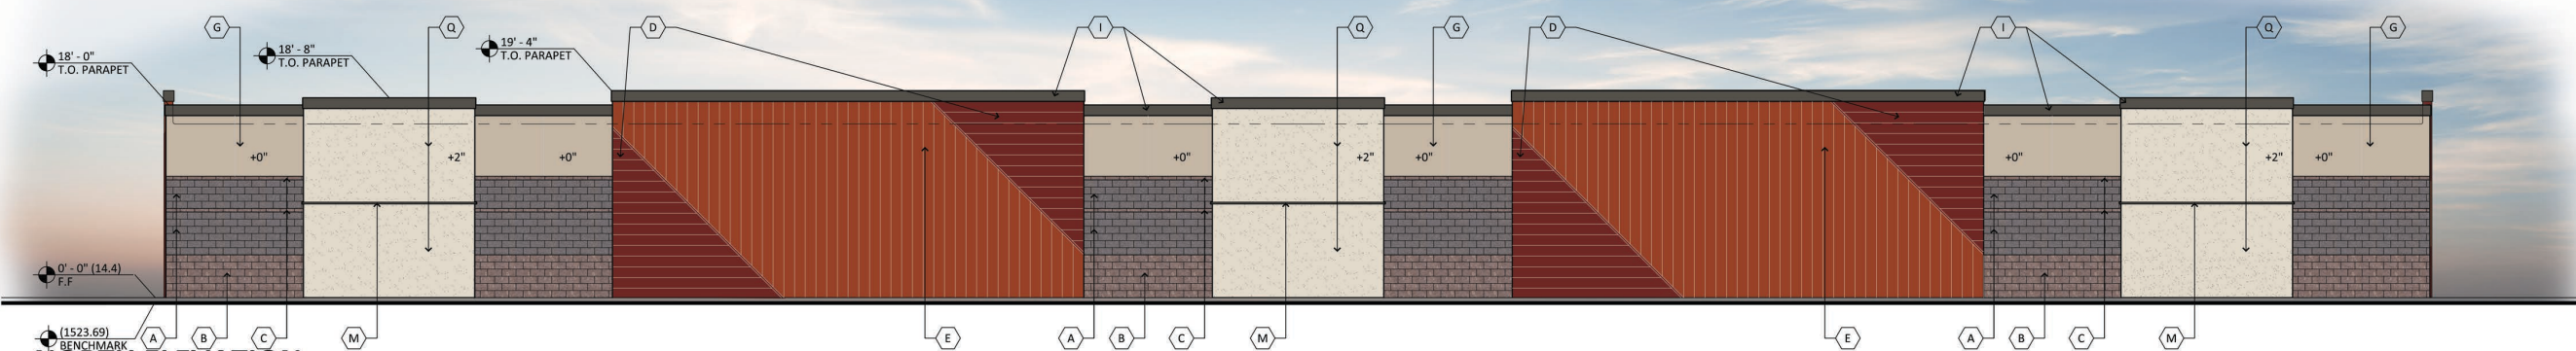 G
Q
D
I
Q
G
D
I
Q
G
18' - 0"
T.O. PARAPET
18' - 8"
T.O. PARAPET
19' - 4"
T.O. PARAPET
+0"
+2"
+0"
+0"
+2"
+0"
+0"
+2"
+0"
0' - 0" (14.4)
F.F
(1523.69)
BENCHMARK
A
B
C
M
E
A
B
C
M
E
A
B
C
M